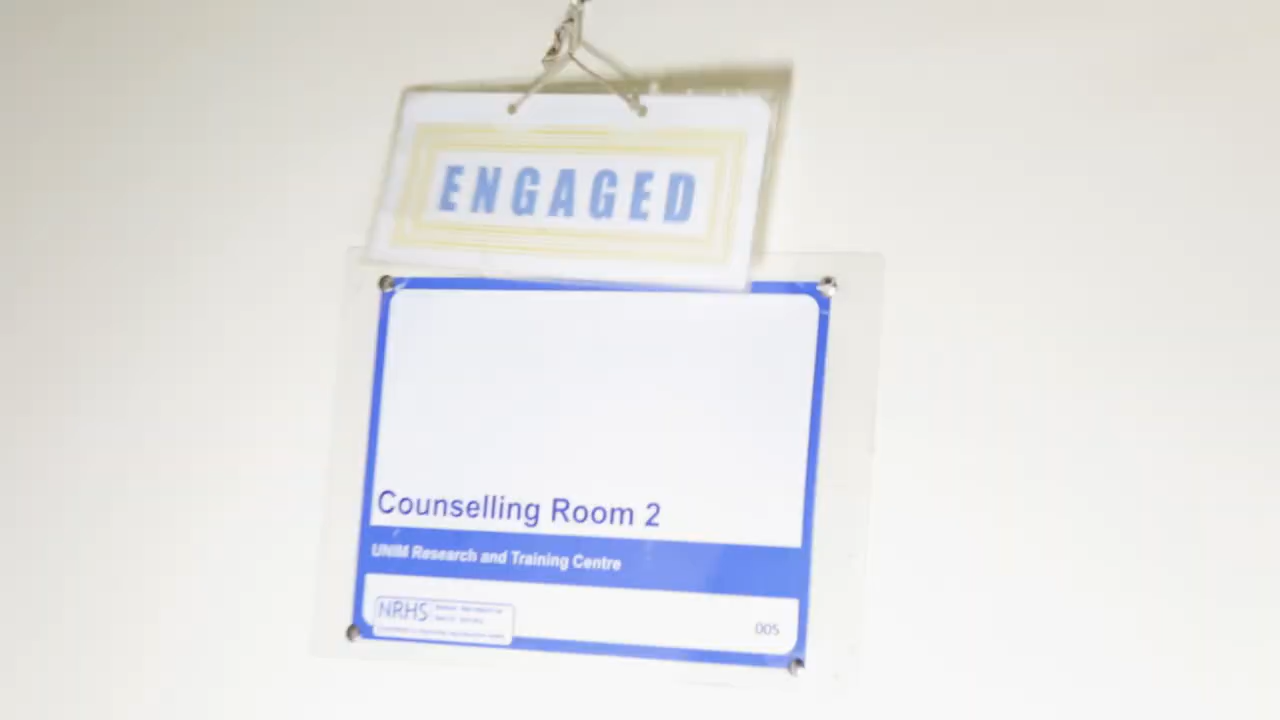 ENGAGED
Counselling Room 2
UNIM Research and Training Centre
NRHS
005